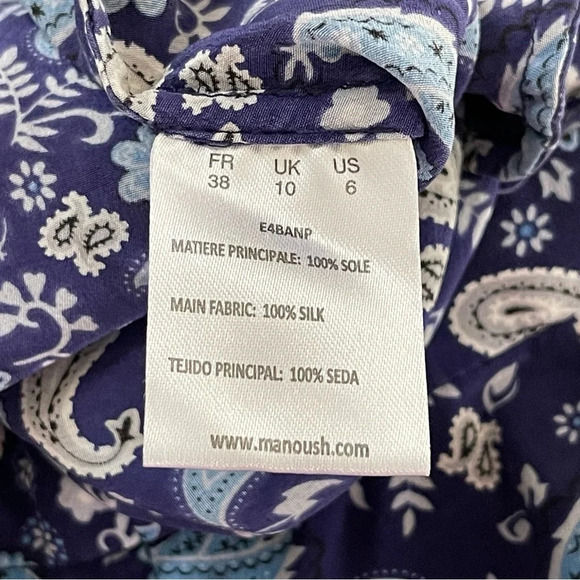 FR UK US
38 10 6
E4BANP
MATIERE PRINCIPALE: 100% SOLE
MAIN FABRIC: 100% SILK
TEJIDO PRINCIPAL: 100% SEDA
www.manoush.com